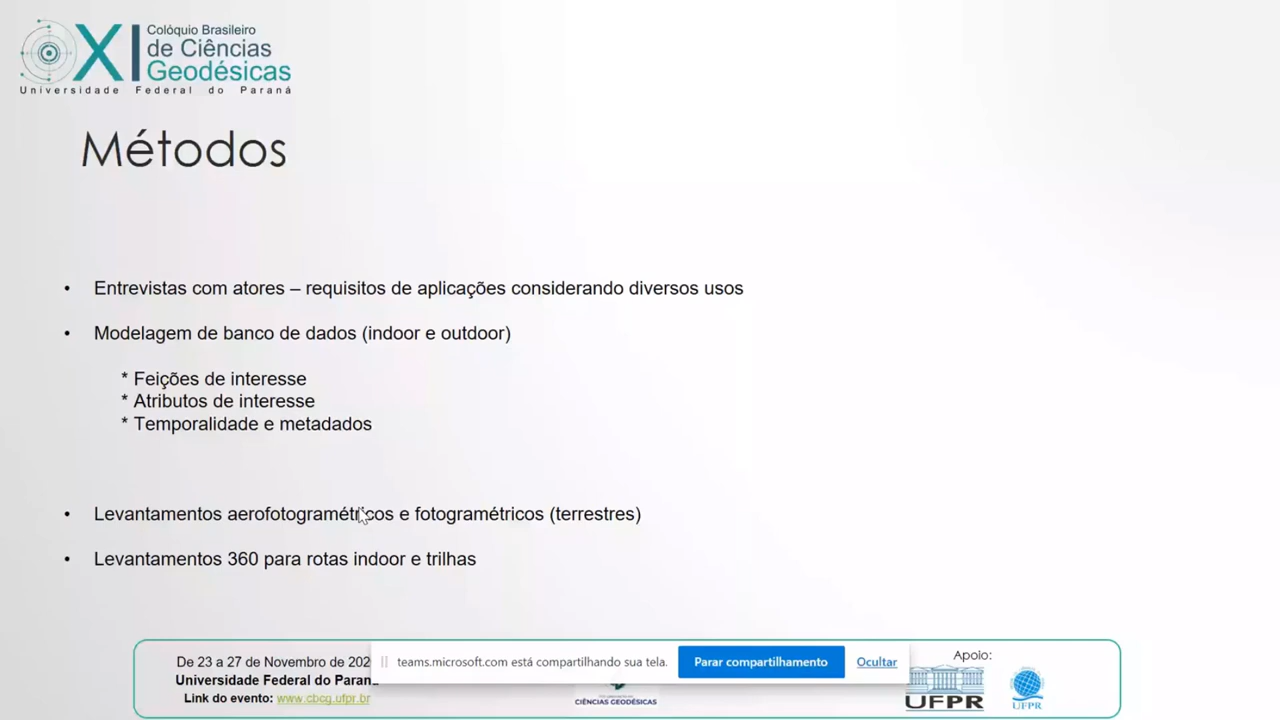 XI
Colóquio Brasileiro
de Ciências
Geodésicas
Universidade Federal do Paraná
Métodos
• Entrevistas com atores – requisitos de aplicações considerando diversos usos
• Modelagem de banco de dados (indoor e outdoor)
* Feições de interesse
* Atributos de interesse
* Temporalidade e metadados
• Levantamentos aerofotogramétricos e fotogramétricos (terrestres)
• Levantamentos 360 para rotas indoor e trilhas
De 23 a 27 de Novembro de 202
Universidade Federal do Paran
Link do evento: www.cbcg.ufpr.br
teams.microsoft.com está compartilhando sua tela.
Parar compartilhamento
Ocultar
CIÊNCIAS GEODÉSICAS
Apoio:
UFPR
UFPR